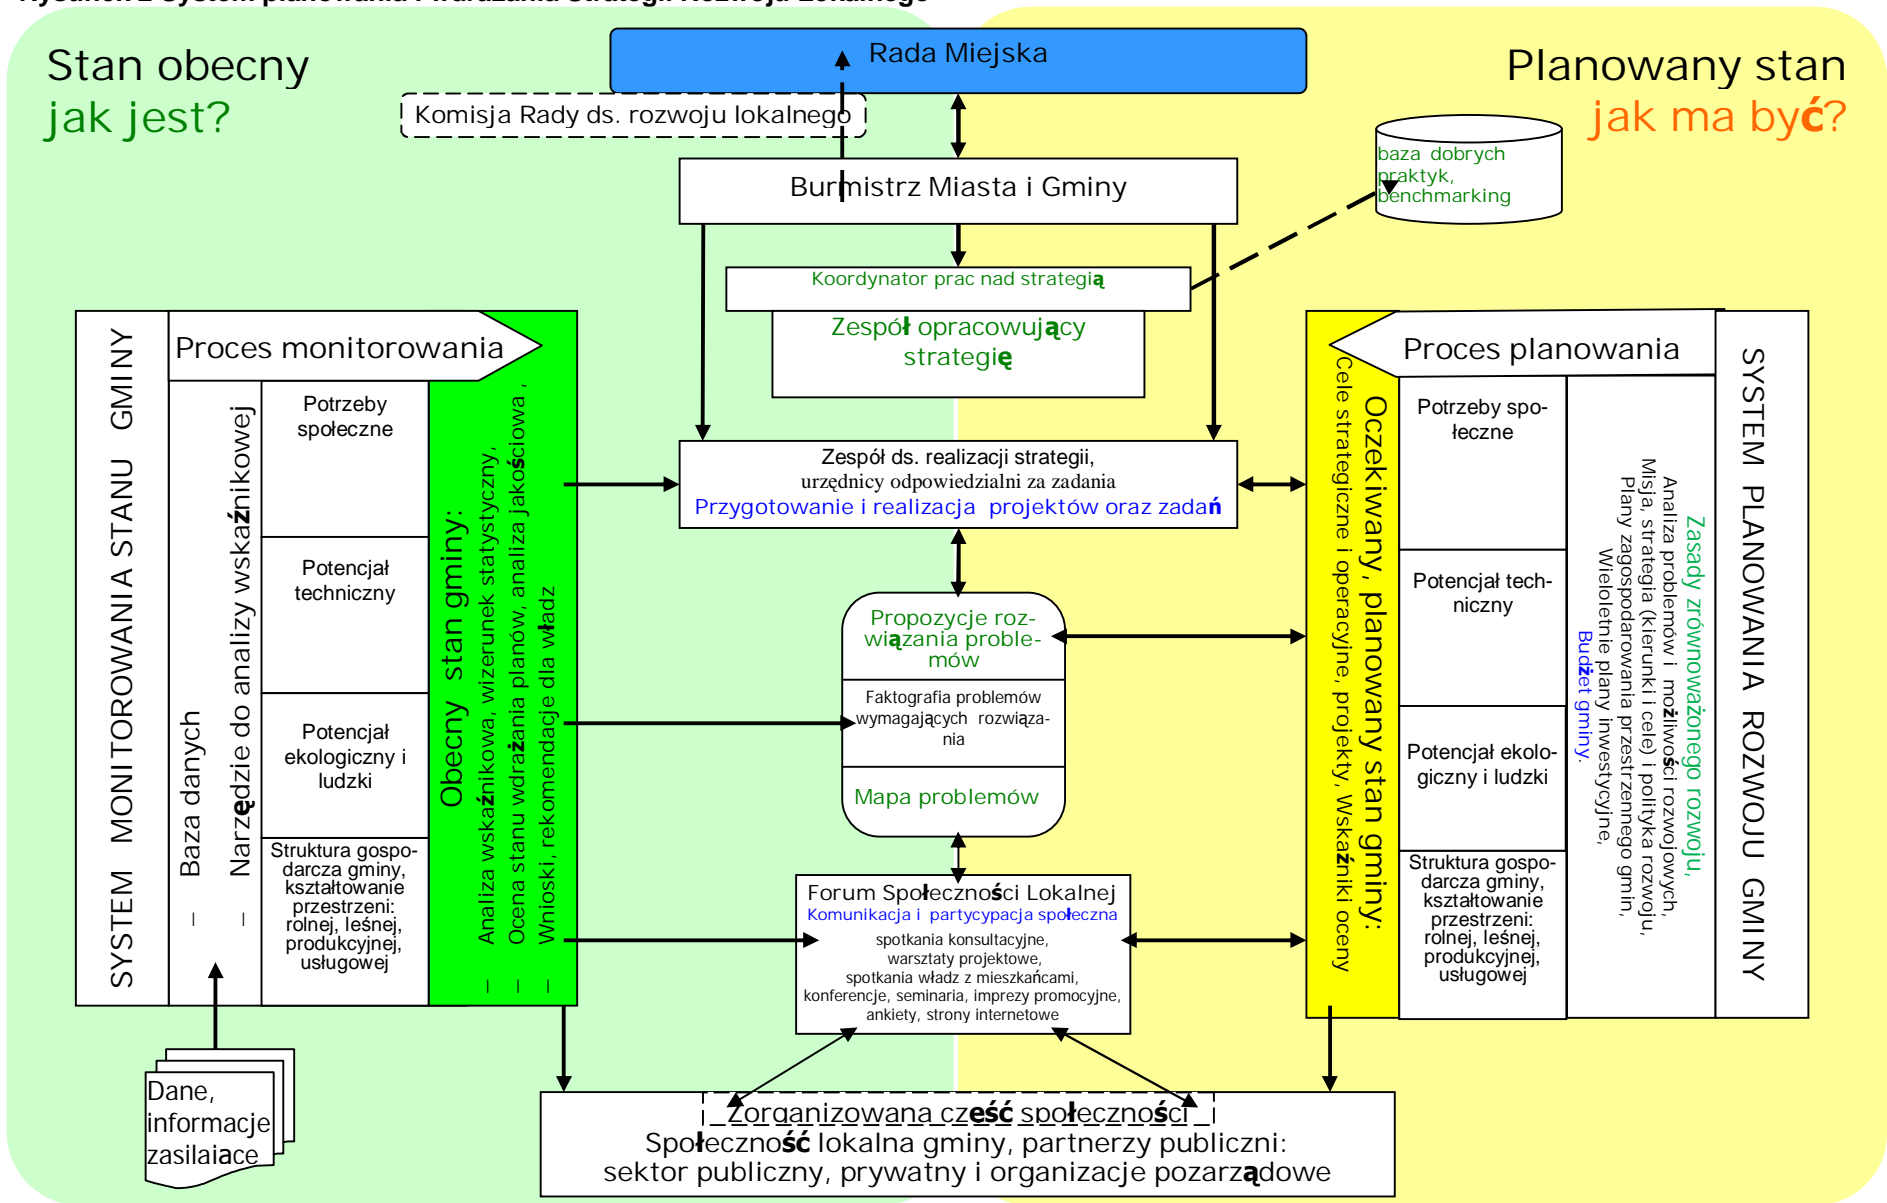 Rysunek 2 System planowania i wdrażania Strategii Rozwoju Lokalnego
Stan obecny
jak jest?
Planowany stan
jak ma być?
Rada Miejska
Komisja Rady ds. rozwoju lokalnego
Burmistrz Miasta i Gminy
baza dobrych
praktyk,
benchmarking
Koordynator prac nad strategią
Zespół opracowujący
strategię
SYSTEM MONITOROWANIA STANU GMINY
Proces monitorowania
– Baza danych
– Narzędzie do analizy wskaźnikowej
Potrzeby
społeczne
Potencjał
techniczny
Potencjał
ekologiczny i
ludzki
Struktura gospo-
darcza gminy,
kształtowanie
przestrzeni:
rolnej, leśnej,
produkcyjnej,
usługowej
Obecny stan gminy:
– Analiza wskaźnikowa, wizerunek statystyczny,
– Ocena stanu wdrażania planów, analiza jakościowa ,
– Wnioski, rekomendacje dla władz
Zespół ds. realizacji strategii,
urzędnicy odpowiedzialni za zadania
Przygotowanie i realizacja projektów oraz zadań
Propozycje roz-
wiązania proble-
mów
Faktografia problemów
wymagających rozwiąza-
nia
Mapa problemów
Forum Społeczności Lokalnej
Komunikacja i partycypacja społeczna
spotkania konsultacyjne,
warsztaty projektowe,
spotkania władz z mieszkańcami,
konferencje, seminaria, imprezy promocyjne,
ankiety, strony internetowe
Proces planowania
Oczekiwany, planowany stan gminy:
Cele strategiczne i operacyjne, projekty, Wskaźniki oceny
Potrzeby spo-
łeczne
Potencjał tech-
niczny
Potencjał ekolo-
giczny i ludzki
Struktura gospo-
darcza gminy,
kształtowanie
przestrzeni:
rolnej, leśnej,
produkcyjnej,
usługowej
Zasady zrównoważonego rozwoju,
Analiza problemów i możliwości rozwojowych,
Misja, strategia (kierunki i cele) i polityka rozwoju,
Plany zagospodarowania przestrzennego gmin,
Wieloletnie plany inwestycyjne,
Budżet gminy.
SYSTEM PLANOWANIA ROZWOJU GMINY
Dane,
informacje
zasilające
Zorganizowana cześć społeczności
Społeczność lokalna gminy, partnerzy publiczni:
sektor publiczny, prywatny i organizacje pozarządowe